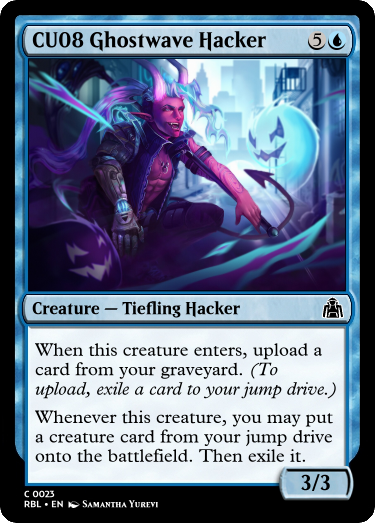 CU08 Ghostwave Hacker 5
Creature — Tiefling Hacker
When this creature enters, upload a
card from your graveyard. (To
upload, exile a card to your jump drive.)
Whenever this creature, you may put
a creature card from your jump drive
onto the battlefield. Then exile it.
3/3
C 0023
RBL • EN Samantha Yurevi